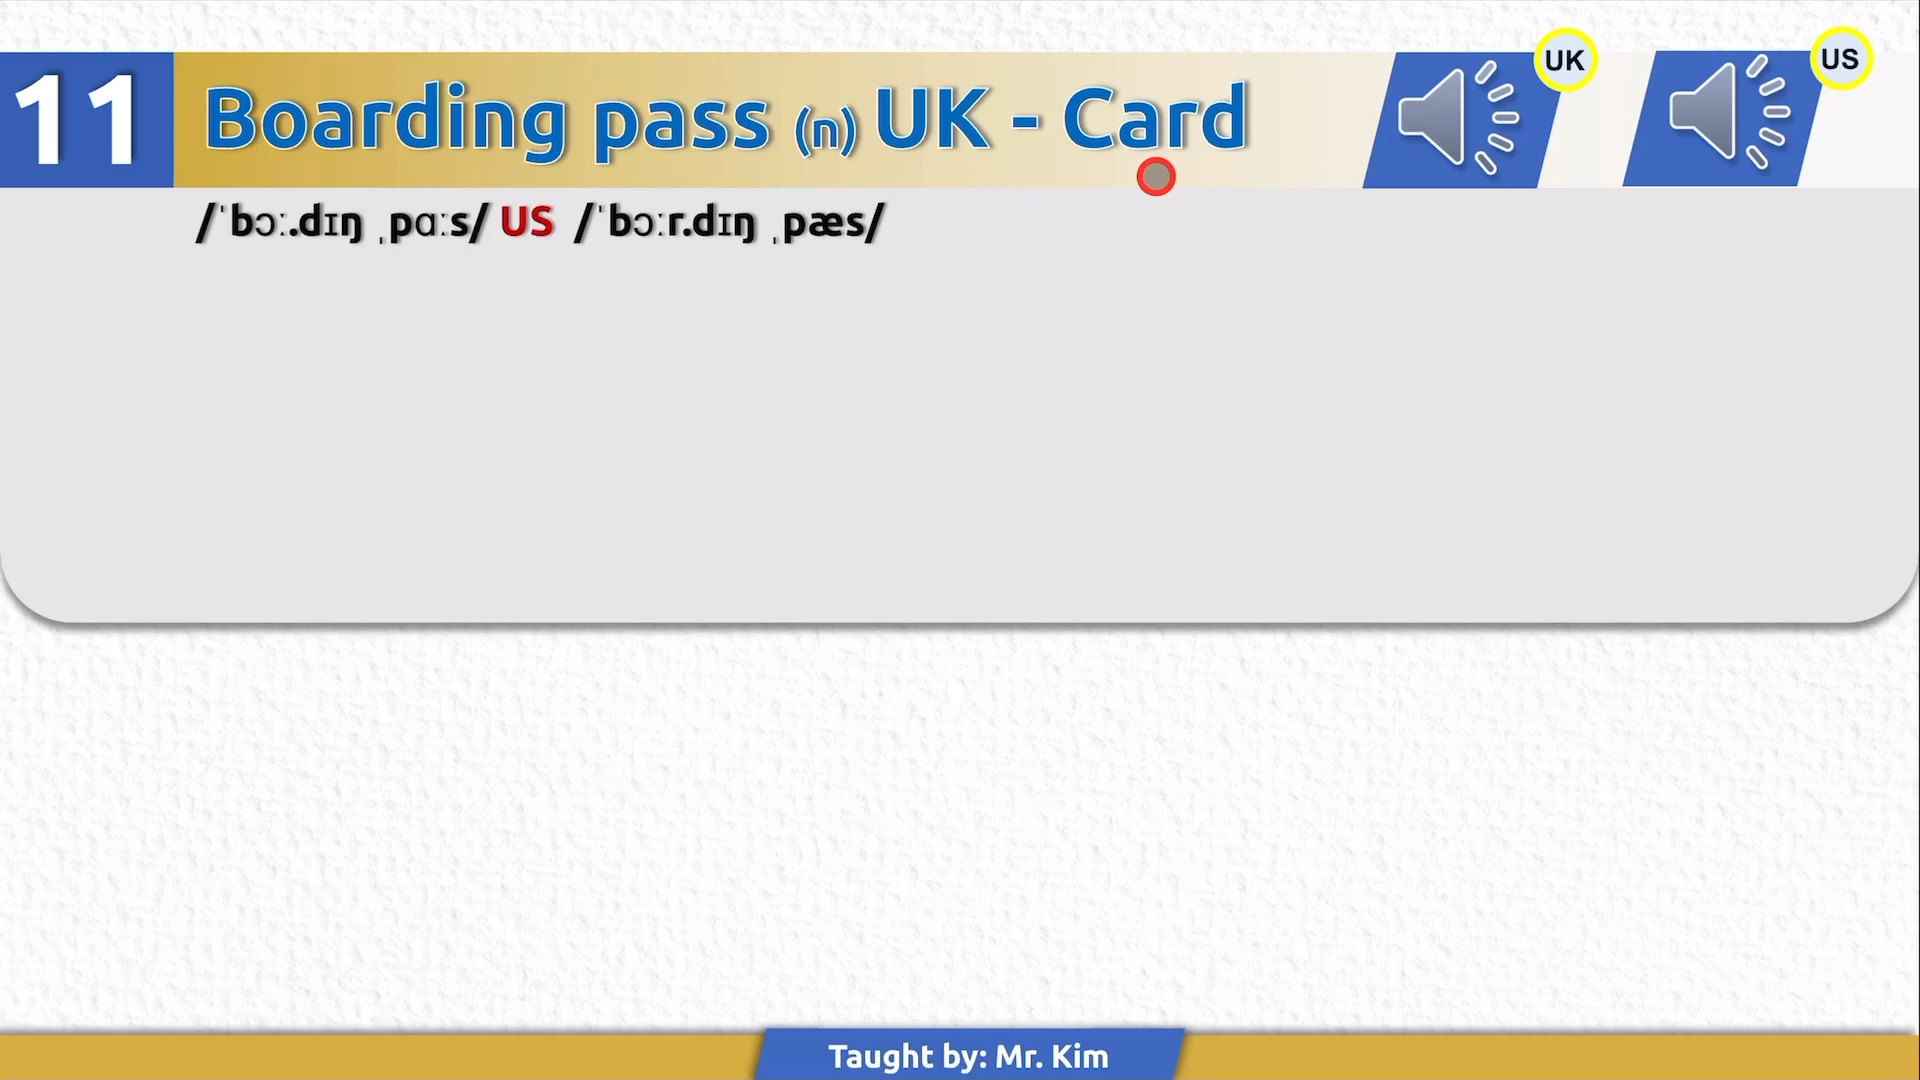 11
Boarding pass (n) UK - Card
UK
US
/ˈbɔː.dɪŋ ˌpɑːs/ US /ˈbɔːr.dɪŋ ˌpæs/
Taught by: Mr. Kim